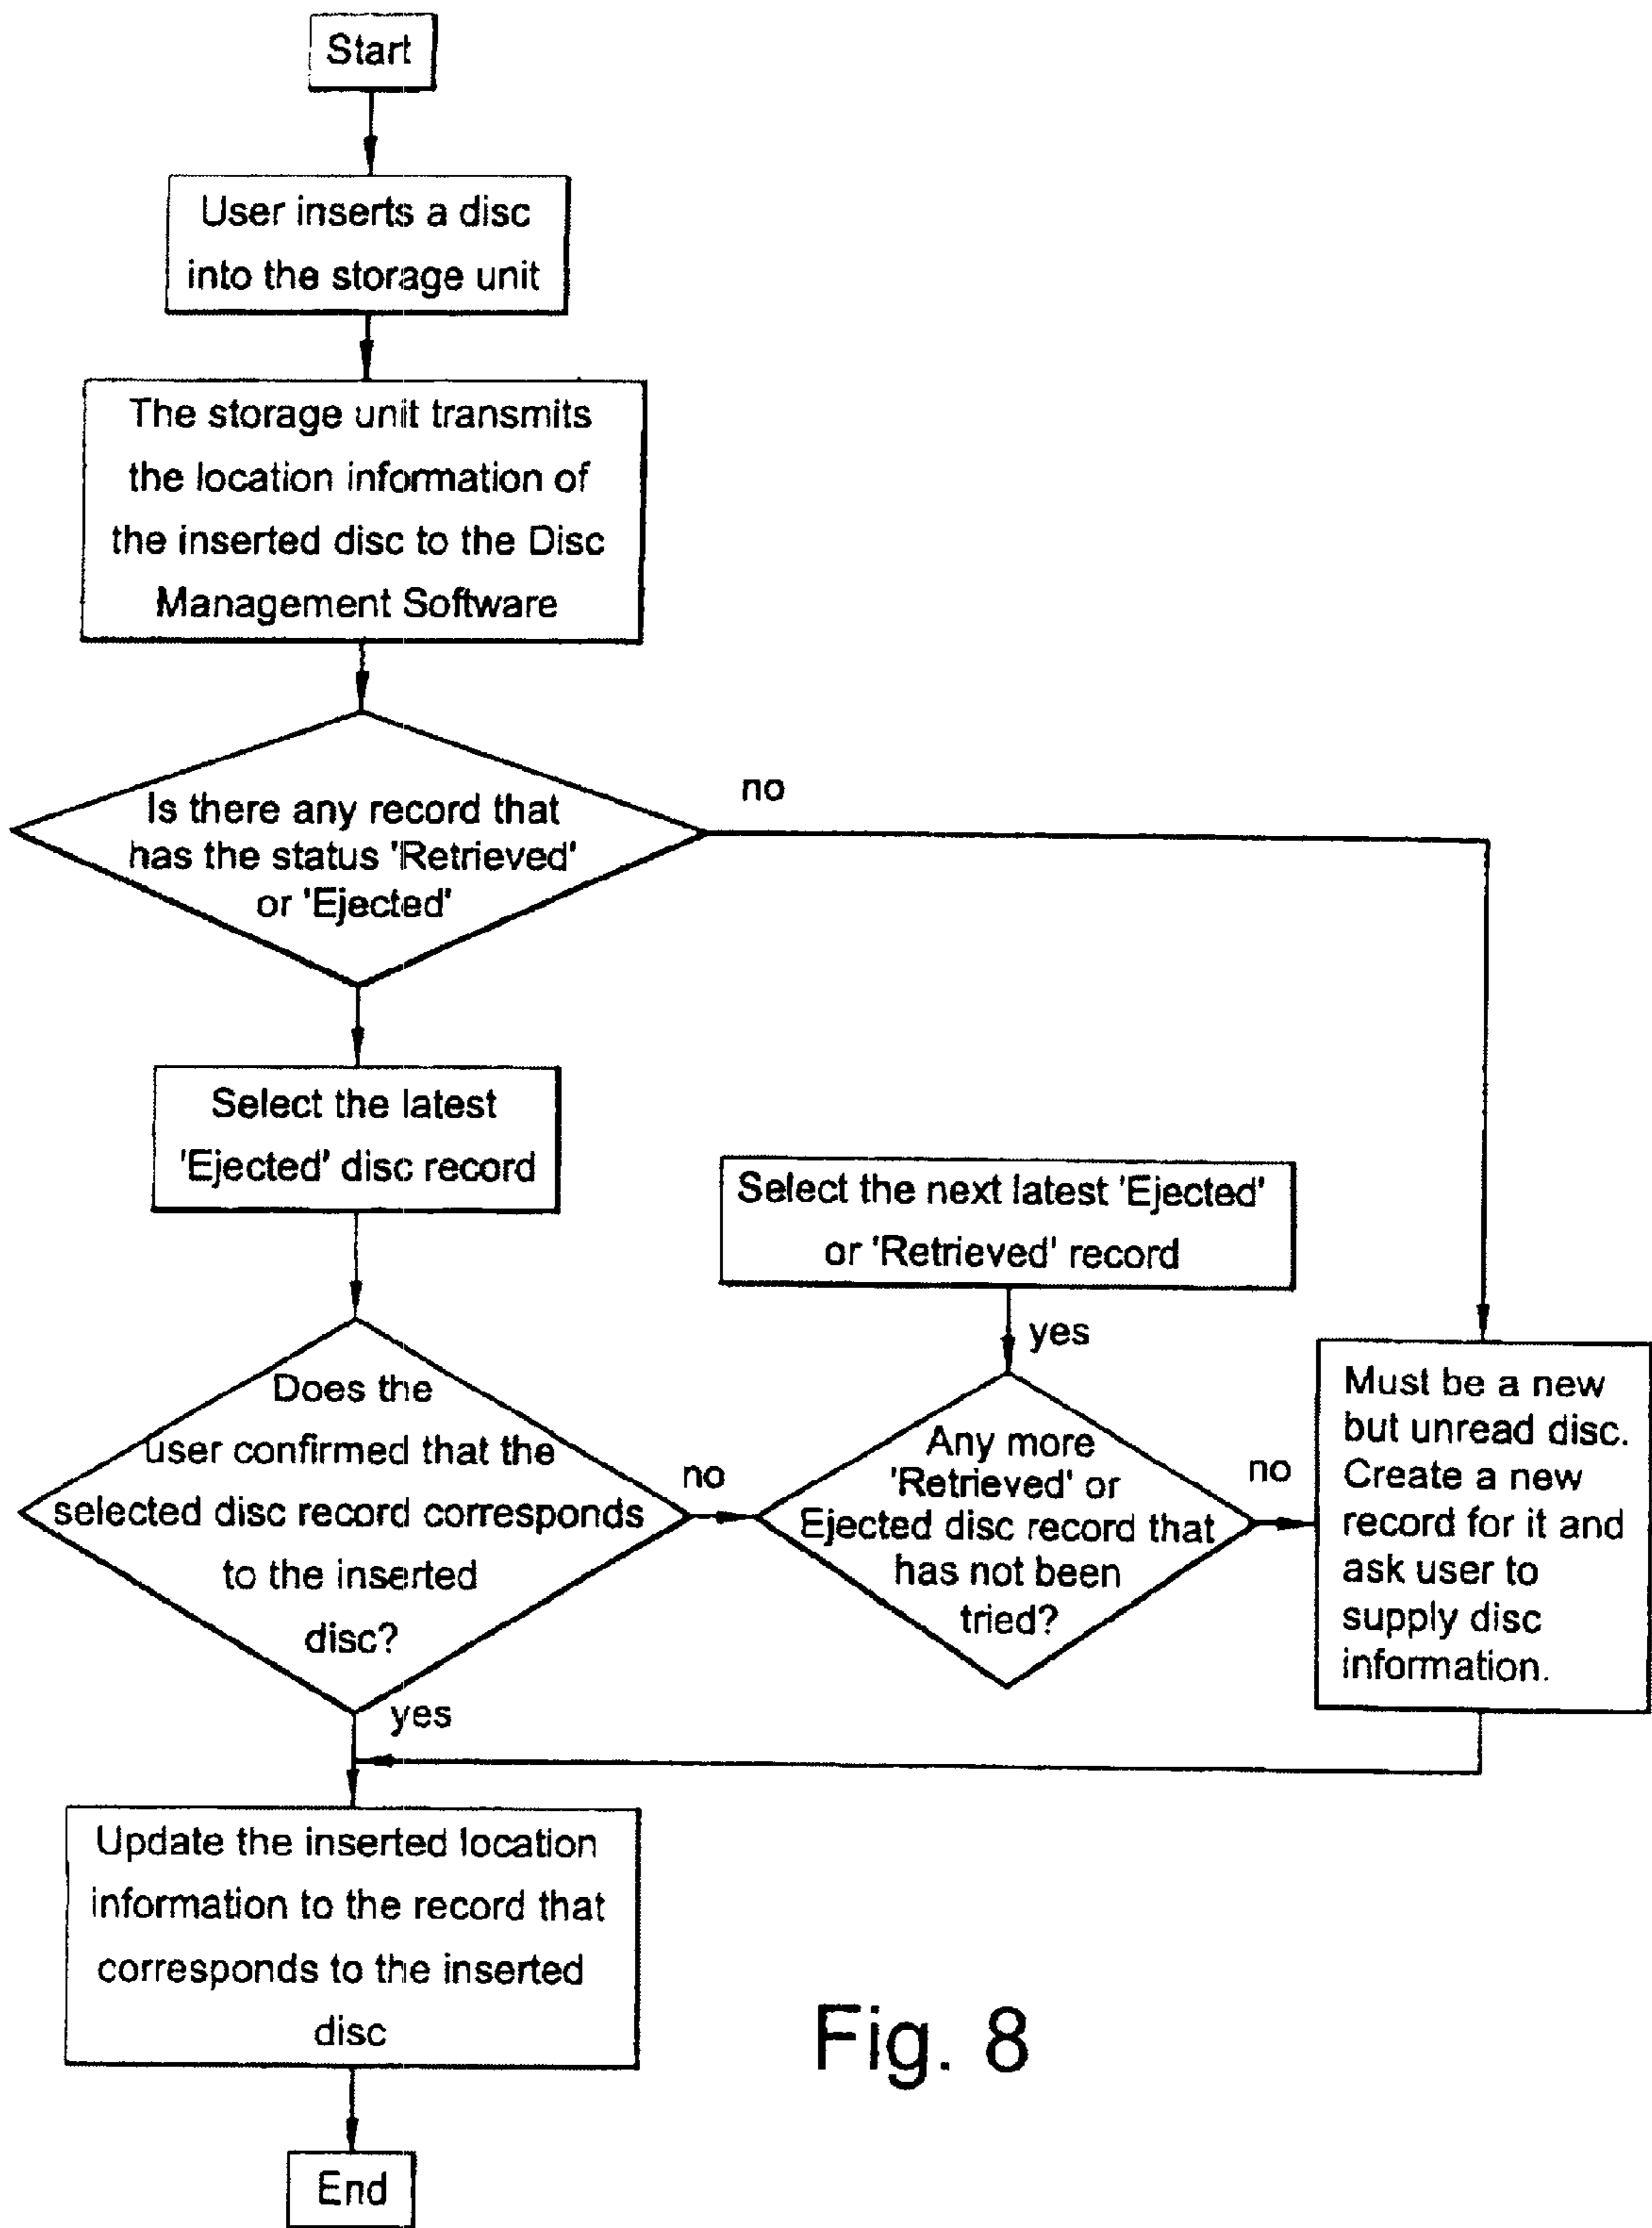 Start
User inserts a disc
into the storage unit
The storage unit transmits
the location information of
the inserted disc to the Disc
Management Software
Is there any record that
has the status 'Retrieved'
or 'Ejected'
no
Select the latest
'Ejected' disc record
Select the next latest 'Ejected'
or 'Retrieved' record
yes
Does the
user confirmed that the
selected disc record corresponds
to the inserted
disc?
no
Any more
'Retrieved' or
Ejected disc record that
has not been
tried?
no
Must be a new
but unread disc.
Create a new
record for it and
ask user to
supply disc
information.
yes
Update the inserted location
information to the record that
corresponds to the inserted
disc
End
Fig. 8